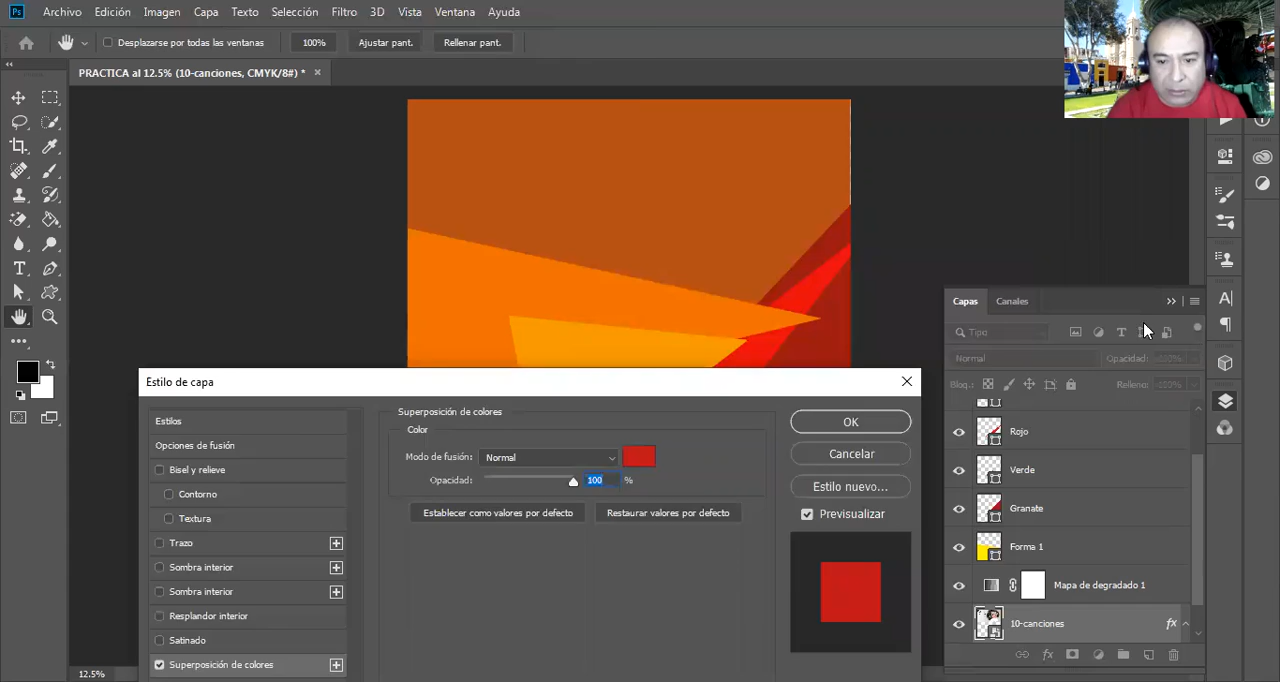 Ps Archivo Edición Imagen Capa Texto Selección Filtro 3D Vista Ventana Ayuda
Desplazarse por todas las ventanas 100% Ajustar pant. Rellenar pant.
PRACTICA al 12.5% (10-canciones, CMYK/8#) * ×
Capas Canales
Tipo
Normal Opacidad:
Bloq.: Relleno:
Rojo
Verde
Granate
Forma 1
Mapa de degradado 1
10-canciones fx
Estilo de capa
Estilos
Opciones de fusión
Bisel y relieve
Contorno
Textura
Trazo
Sombra interior
Sombra interior
Resplandor interior
Satinado
Superposición de colores
Superposición de colores
Color
Modo de fusión: Normal
Opacidad: 100 %
Establecer como valores por defecto Restaurar valores por defecto
OK
Cancelar
Estilo nuevo...
Previsualizar
12.5%